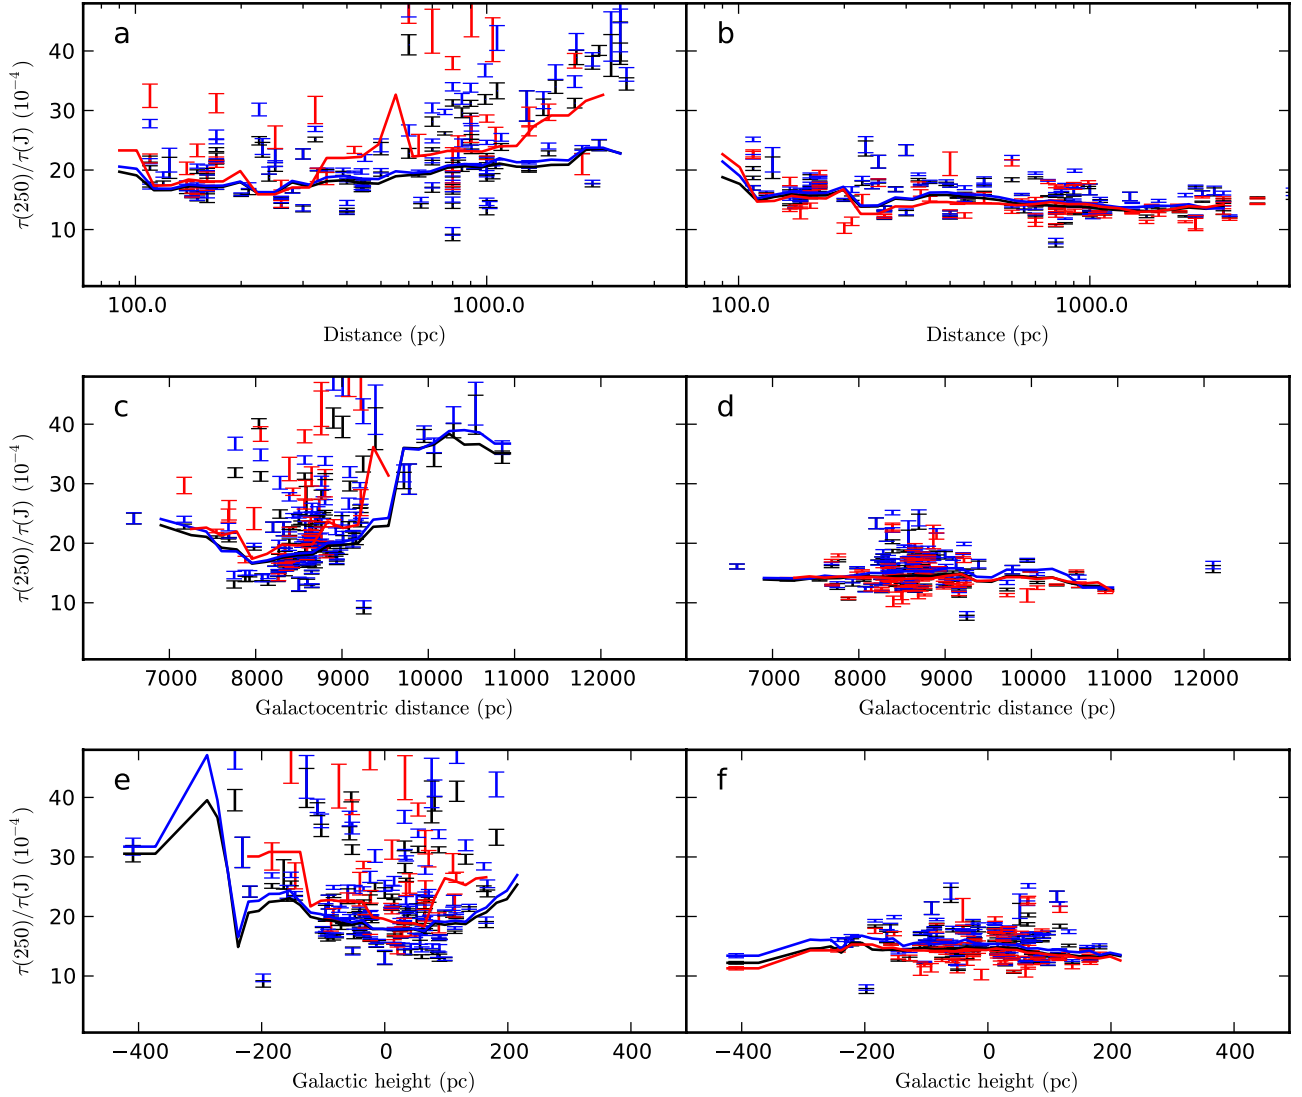 a
b
τ(250)/τ(J) (10⁻⁴)
40
30
20
10
100.0
1000.0
100.0
1000.0
Distance (pc)
Distance (pc)
c
d
τ(250)/τ(J) (10⁻⁴)
40
30
20
10
7000
8000
9000
10000
11000
12000
7000
8000
9000
10000
11000
12000
Galactocentric distance (pc)
Galactocentric distance (pc)
e
f
τ(250)/τ(J) (10⁻⁴)
40
30
20
10
−400
−200
0
200
400
−400
−200
0
200
400
Galactic height (pc)
Galactic height (pc)